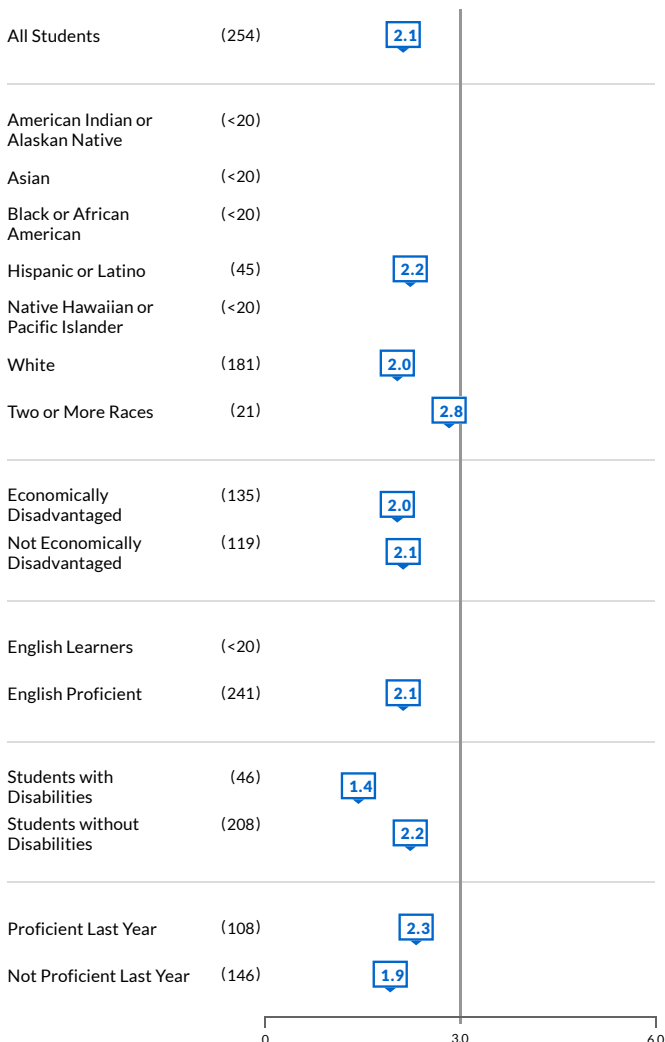 All Students (254) 2.1
American Indian or
Alaskan Native (<20)
Asian (<20)
Black or African
American (<20)
Hispanic or Latino (45) 2.2
Native Hawaiian or
Pacific Islander (<20)
White (181) 2.0
Two or More Races (21) 2.8
Economically
Disadvantaged (135) 2.0
Not Economically
Disadvantaged (119) 2.1
English Learners (<20)
English Proficient (241) 2.1
Students with
Disabilities (46) 1.4
Students without
Disabilities (208) 2.2
Proficient Last Year (108) 2.3
Not Proficient Last Year (146) 1.9
0 3.0 6.0